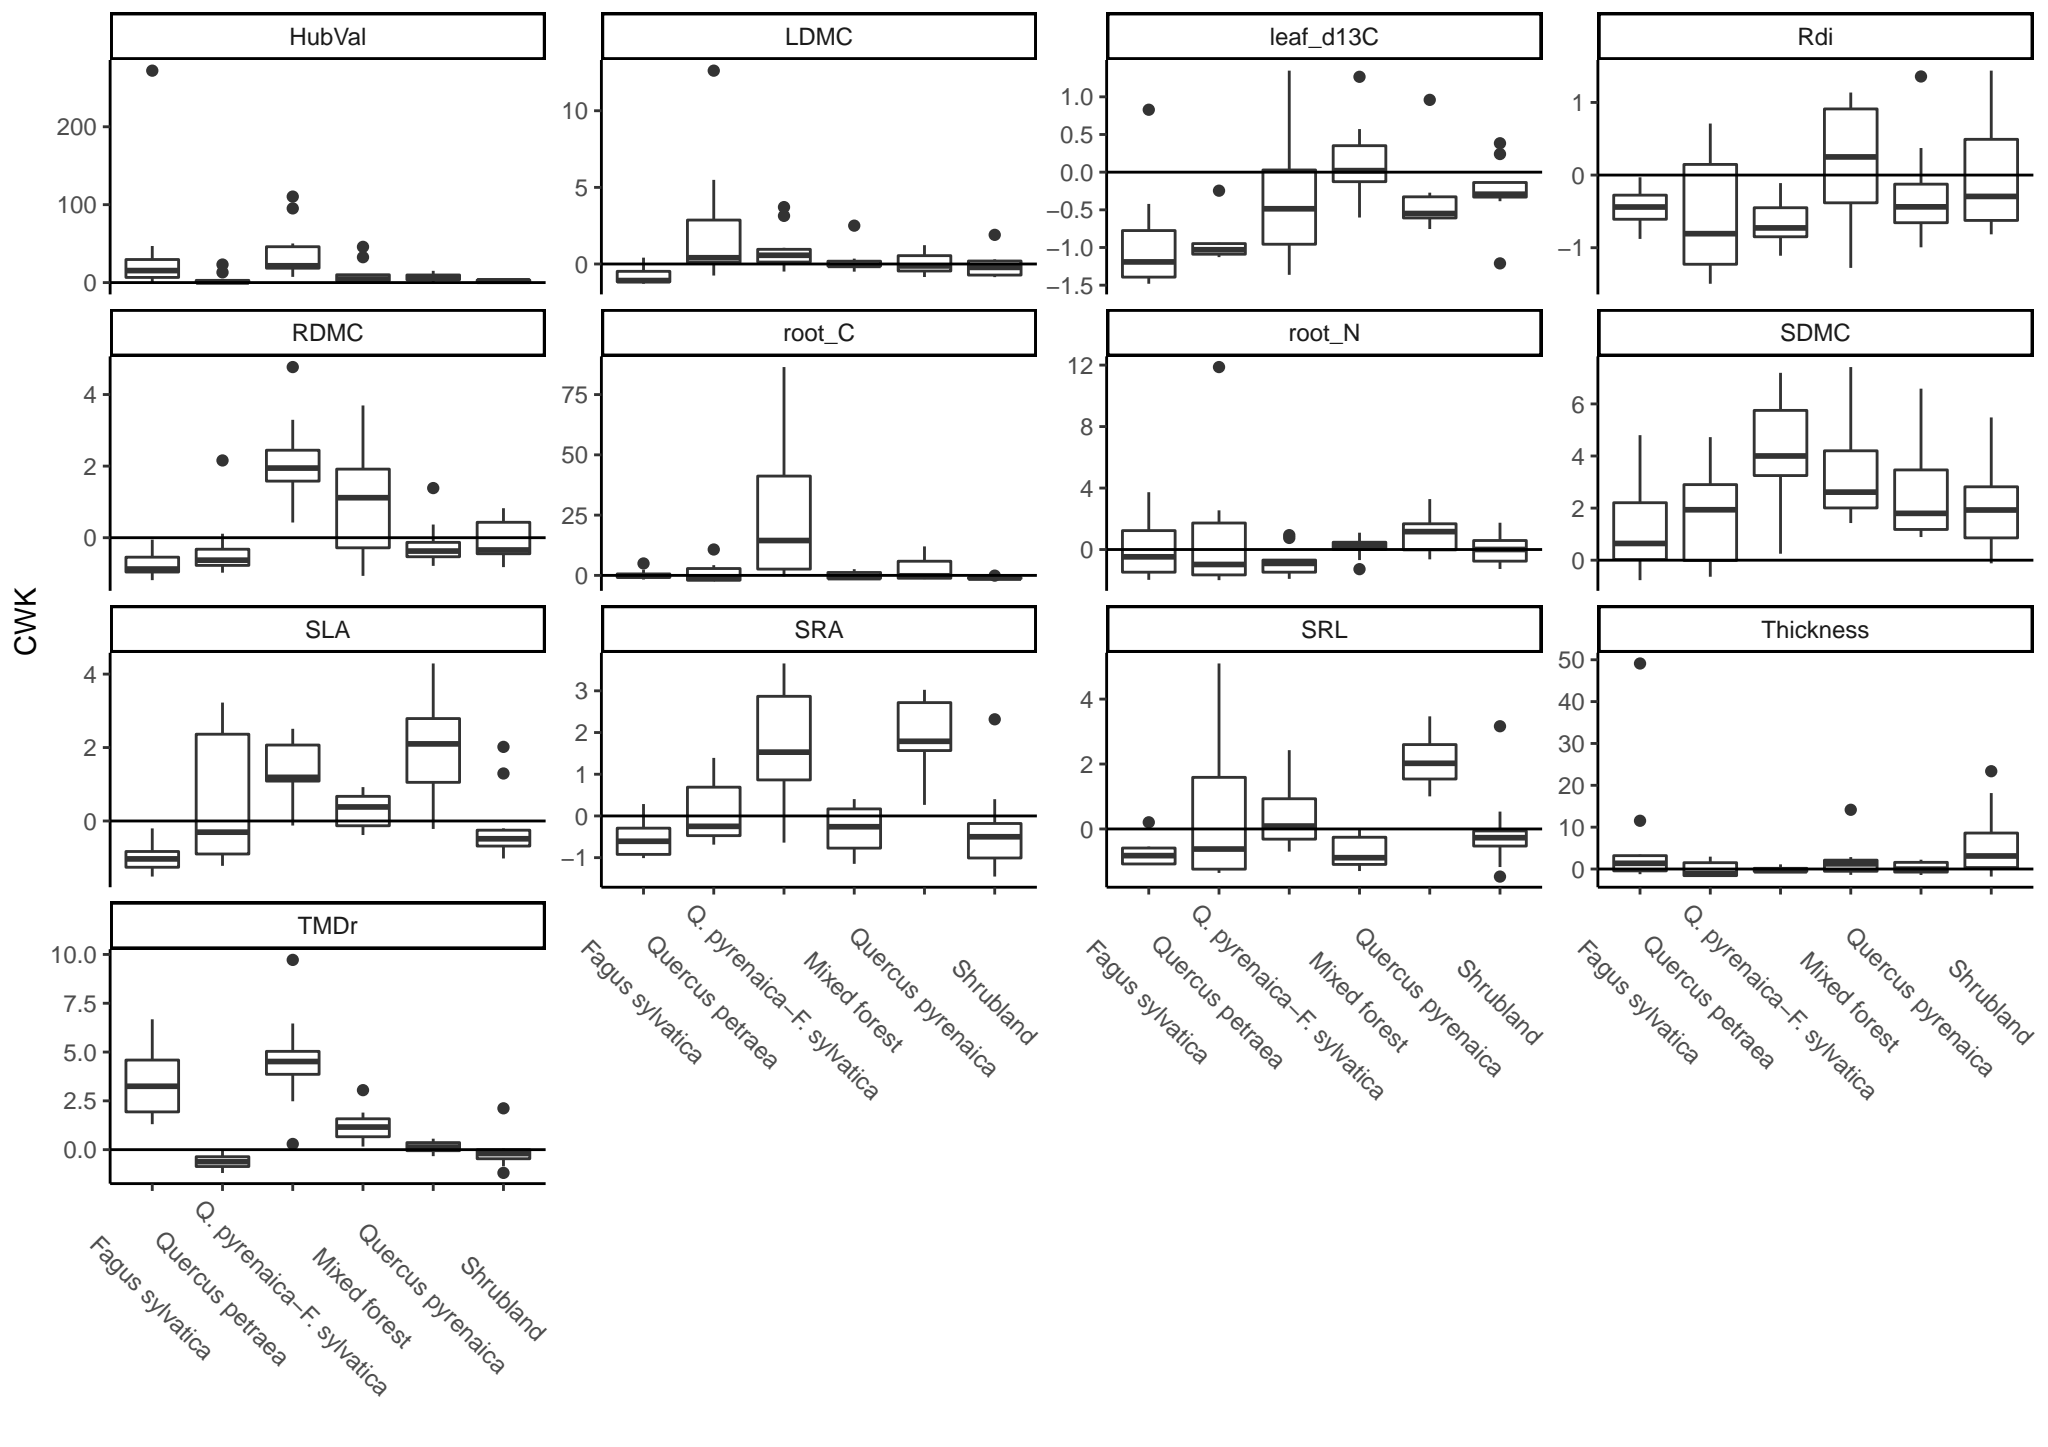 HubVal
LDMC
leaf_d13C
Rdi
200
100
0
10
5
0
1.0
0.5
0.0
−0.5
−1.0
−1.5
1
0
−1
RDMC
root_C
root_N
SDMC
4
2
0
75
50
25
0
12
8
4
0
6
4
2
0
CWK
SLA
SRA
SRL
Thickness
4
2
0
3
2
1
0
−1
4
2
0
50
40
30
20
10
0
Fagus sylvatica
Quercus petraea
Q. pyrenaica−F. sylvatica
Mixed forest
Quercus pyrenaica
Shrubland
Fagus sylvatica
Quercus petraea
Q. pyrenaica−F. sylvatica
Mixed forest
Quercus pyrenaica
Shrubland
Fagus sylvatica
Quercus petraea
Q. pyrenaica−F. sylvatica
Mixed forest
Quercus pyrenaica
Shrubland
TMDr
10.0
7.5
5.0
2.5
0.0
Fagus sylvatica
Quercus petraea
Q. pyrenaica−F. sylvatica
Mixed forest
Quercus pyrenaica
Shrubland